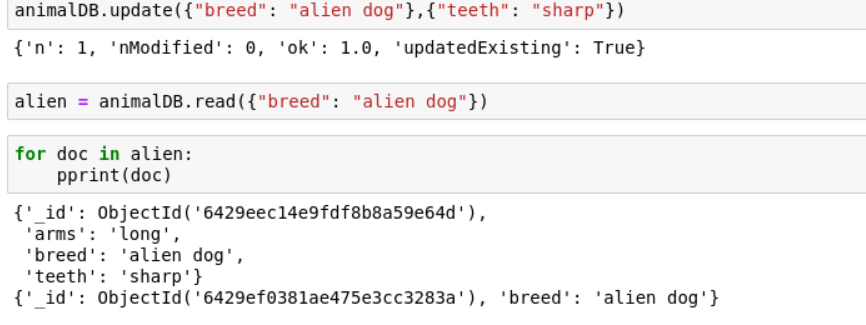 animalDB.update({"breed": "alien dog"},{"teeth": "sharp"})
{'n': 1, 'nModified': 0, 'ok': 1.0, 'updatedExisting': True}
alien = animalDB.read({"breed": "alien dog"})
for doc in alien:
    pprint(doc)
{'_id': ObjectId('6429eec14e9fdf8b8a59e64d'),
 'arms': 'long',
 'breed': 'alien dog',
 'teeth': 'sharp'}
{'_id': ObjectId('6429ef0381ae475e3cc3283a'), 'breed': 'alien dog'}